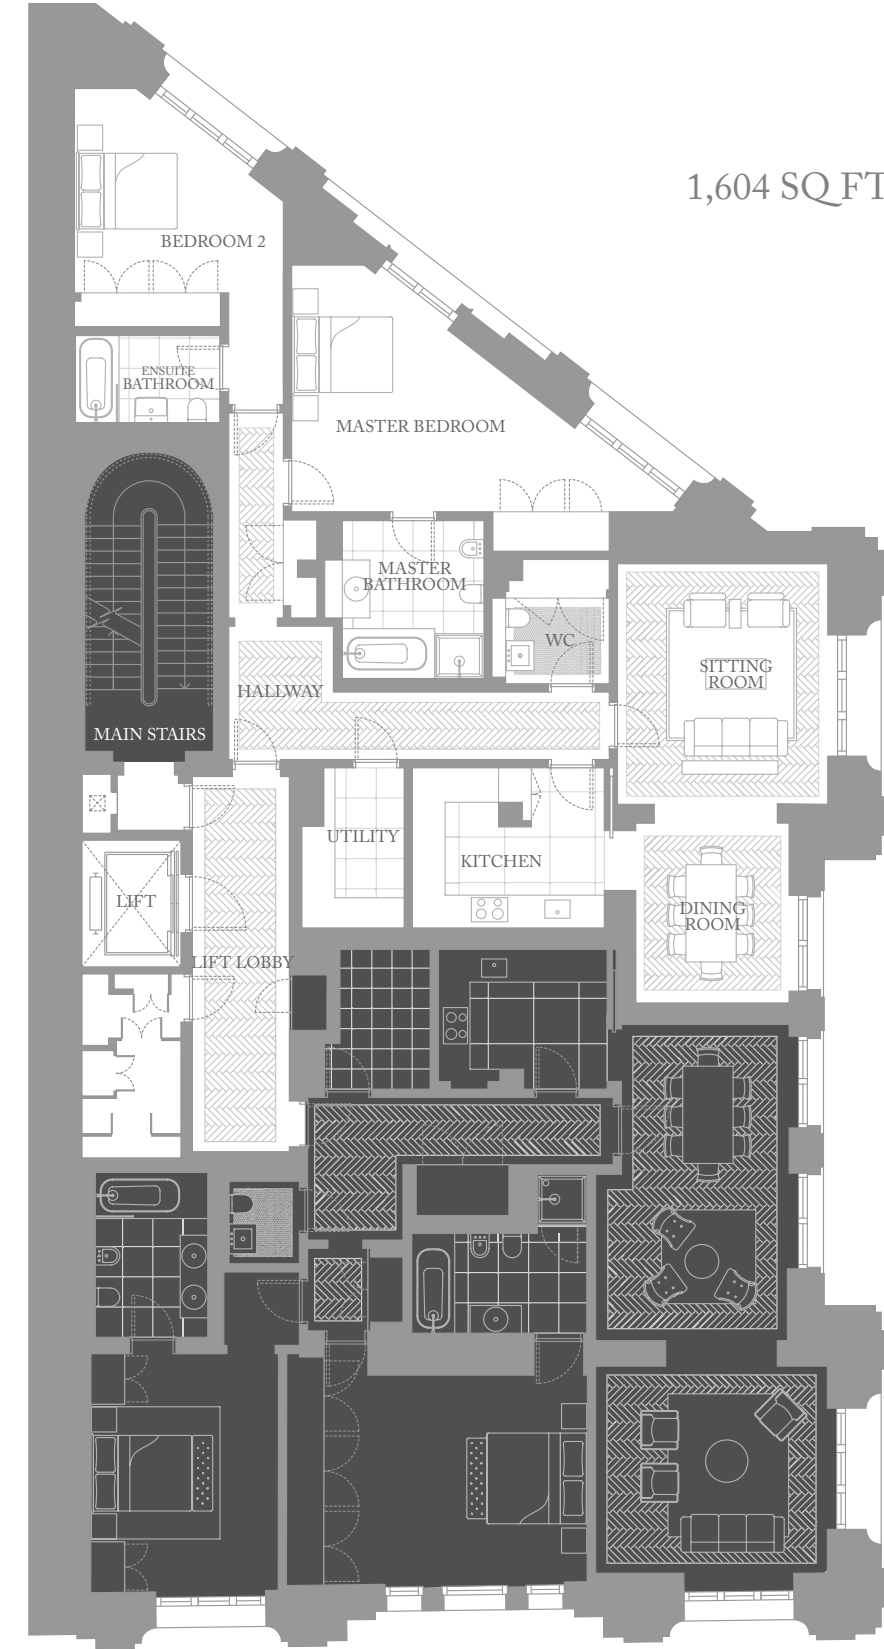 1,604 SQ FT
BEDROOM 2
ENSUITE
BATHROOM
MASTER BEDROOM
MASTER
BATHROOM
WC
SITTING
ROOM
HALLWAY
MAIN STAIRS
UTILITY
KITCHEN
LIFT
DINING
ROOM
LIFT LOBBY